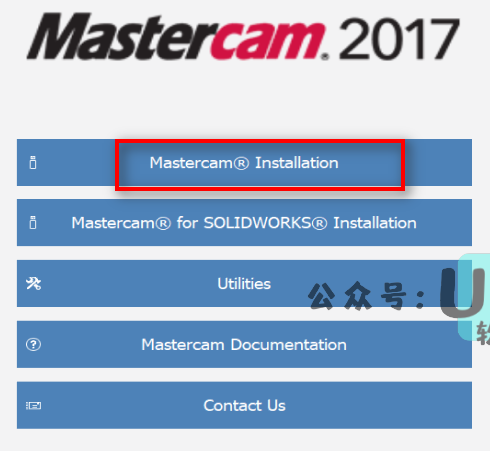 Mastercam. 2017
Mastercam® Installation
Mastercam® for SOLIDWORKS® Installation
Utilities
公众号：U
软
Mastercam Documentation
Contact Us